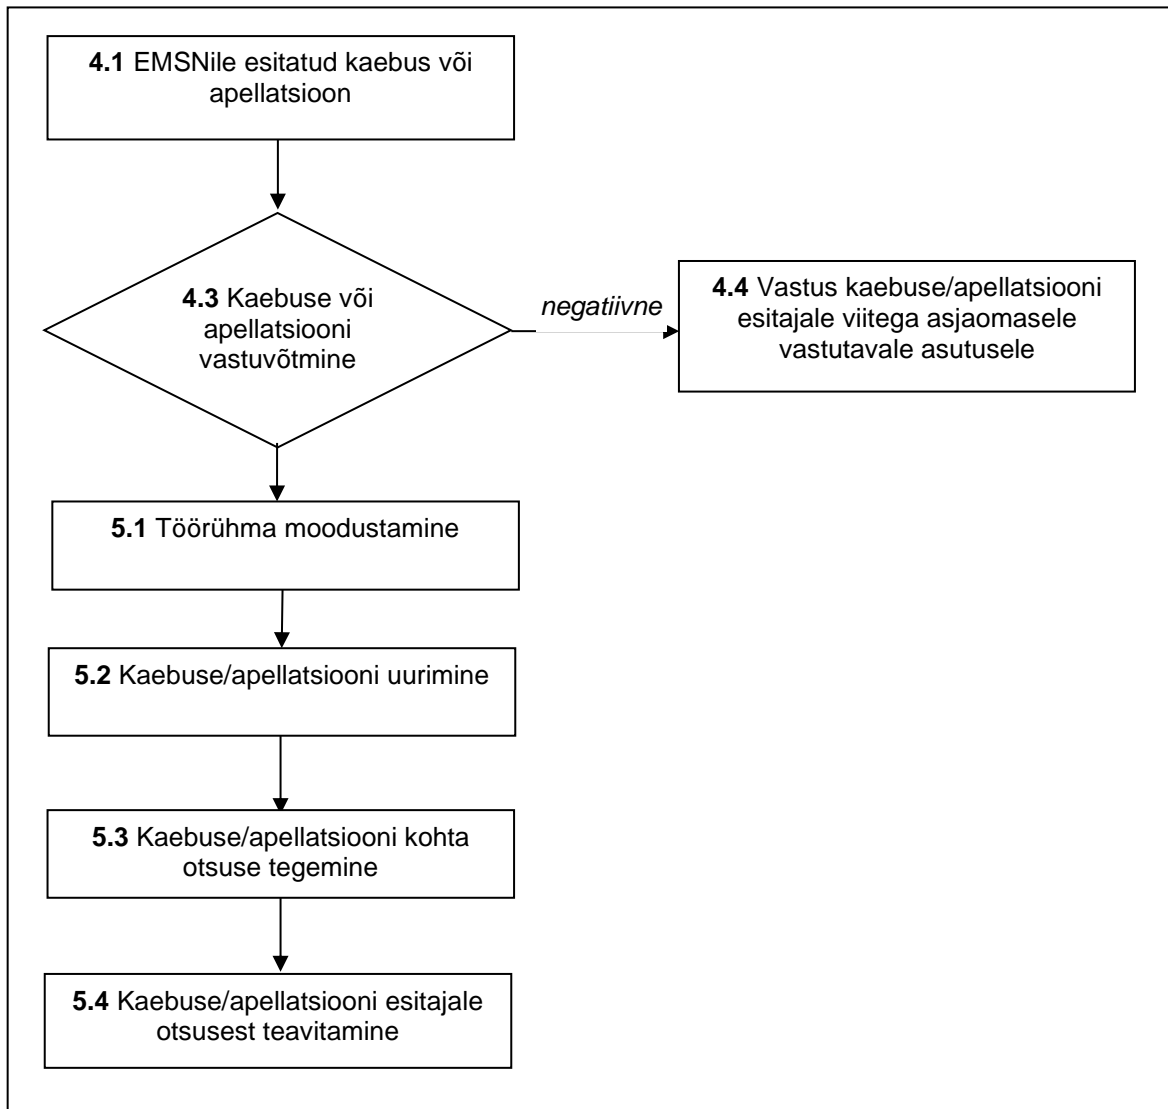 4.1 EMSNile esitatud kaebus või
apellatsioon
4.3 Kaebuse või
apellatsiooni
vastuvõtmine
negatiivne
4.4 Vastus kaebuse/apellatsiooni
esitajale viitega asjaomasele
vastutavale asutusele
5.1 Töörühma moodustamine
5.2 Kaebuse/apellatsiooni uurimine
5.3 Kaebuse/apellatsiooni kohta
otsuse tegemine
5.4 Kaebuse/apellatsiooni esitajale
otsusest teavitamine